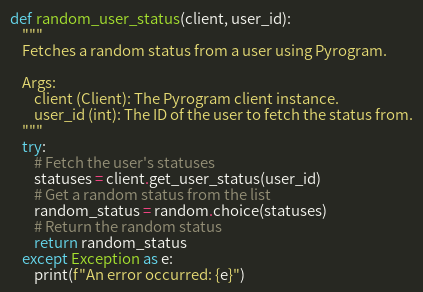 def random_user_status(client, user_id):
    """
    Fetches a random status from a user using Pyrogram.

    Args:
        client (Client): The Pyrogram client instance.
        user_id (int): The ID of the user to fetch the status from.
    """
    try:
        # Fetch the user's statuses
        statuses = client.get_user_status(user_id)
        # Get a random status from the list
        random_status = random.choice(statuses)
        # Return the random status
        return random_status
    except Exception as e:
        print(f"An error occurred: {e}")